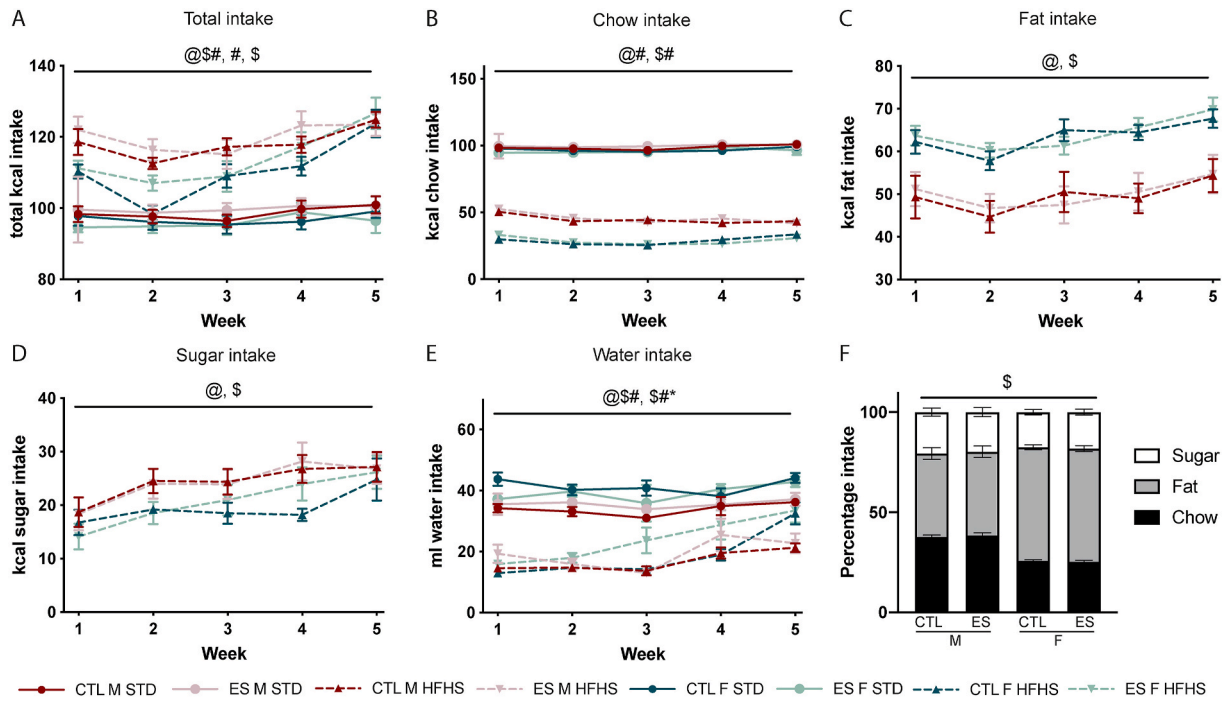 A
Total intake
@$#, #, $
total kcal intake
140
120
100
80
1 2 3 4 5
Week
B
Chow intake
@#, $#
kcal chow intake
150
100
50
0
1 2 3 4 5
Week
C
Fat intake
@, $
kcal fat intake
80
70
60
50
40
30
1 2 3 4 5
Week
D
Sugar intake
@, $
kcal sugar intake
40
30
20
10
0
1 2 3 4 5
Week
E
Water intake
@$#, $#*
ml water intake
60
40
20
0
1 2 3 4 5
Week
F
$
Percentage intake
100
50
0
CTL ES CTL ES
M F
Sugar
Fat
Chow
CTL M STD ES M STD CTL M HFHS ES M HFHS CTL F STD ES F STD CTL F HFHS ES F HFHS